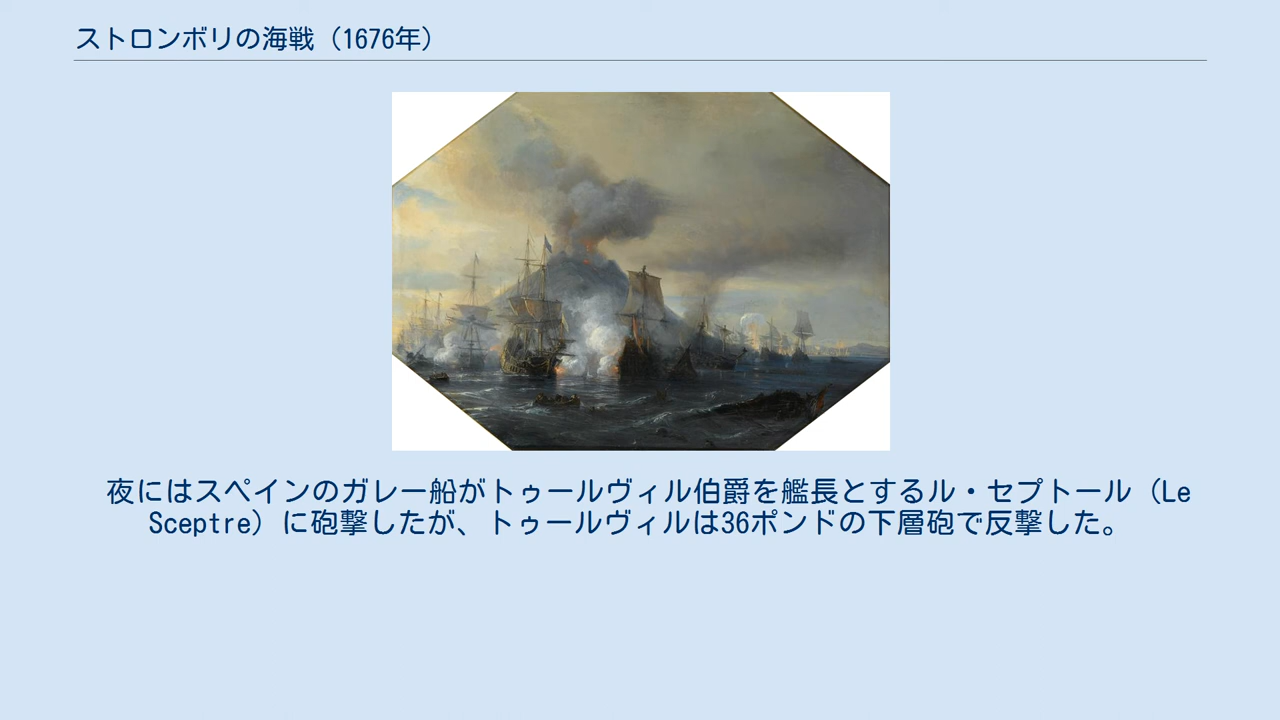 ストロンボリの海戦（1676年）
夜にはスペインのガレー船がトゥールヴィル伯爵を艦長とするル・セプトール（Le
Sceptre）に砲撃したが、トゥールヴィルは36ポンドの下層砲で反撃した。